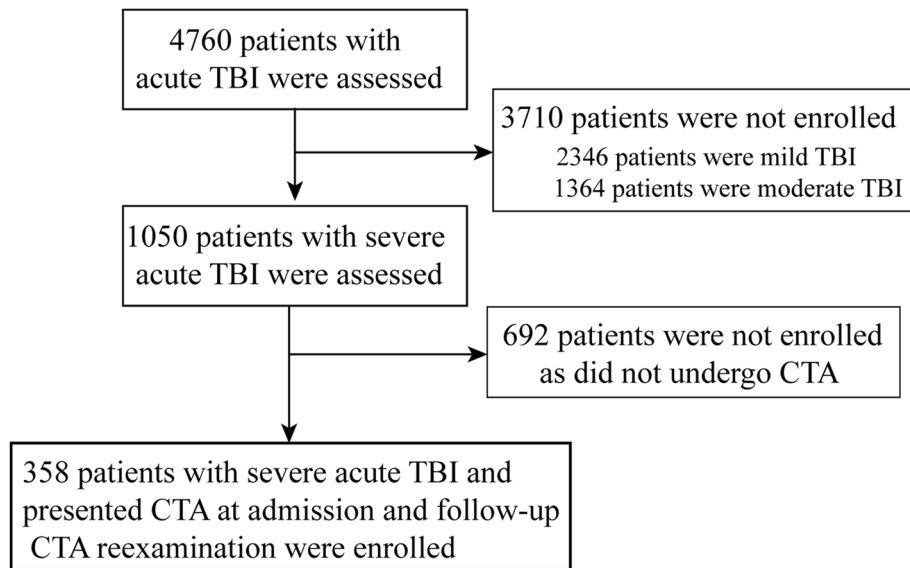 4760 patients with
acute TBI were assessed
3710 patients were not enrolled
2346 patients were mild TBI
1364 patients were moderate TBI
1050 patients with severe
acute TBI were assessed
692 patients were not enrolled
as did not undergo CTA
358 patients with severe acute TBI and
presented CTA at admission and follow-up
CTA reexamination were enrolled